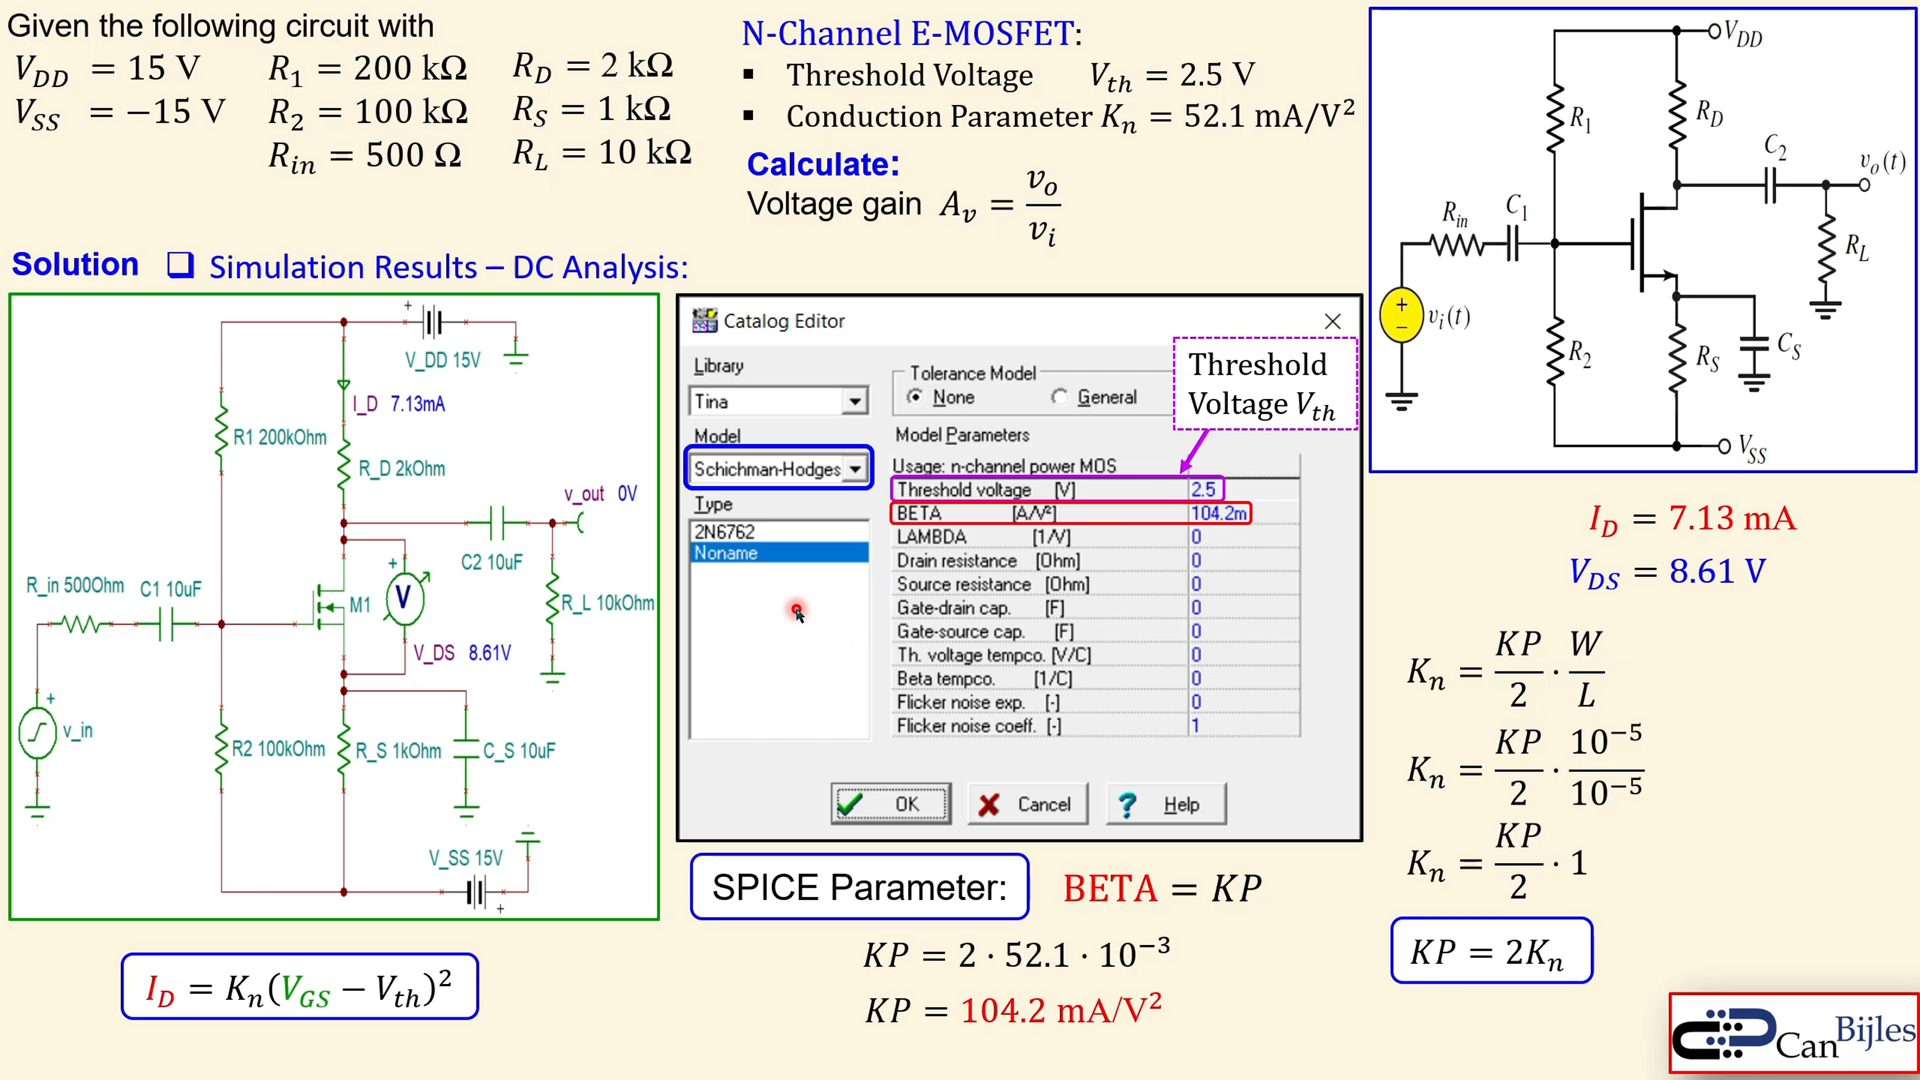 Given the following circuit with
V_DD = 15 V
V_SS = −15 V
R_1 = 200 kΩ
R_2 = 100 kΩ
R_in = 500 Ω
R_D = 2 kΩ
R_S = 1 kΩ
R_L = 10 kΩ
N-Channel E-MOSFET:
▪ Threshold Voltage V_th = 2.5 V
▪ Conduction Parameter K_n = 52.1 mA/V²
Calculate:
Voltage gain A_v = v_o / v_i
V_DD
R_1
R_D
C_2
v_o(t)
R_in
C_1
R_L
v_i(t)
R_2
R_S
C_S
V_SS
Solution ❑ Simulation Results – DC Analysis:
+
V_DD 15V
I_D 7.13mA
R1 200kOhm
R_D 2kOhm
v_out 0V
C2 10uF
R_in 500Ohm
C1 10uF
M1
+
V
R_L 10kOhm
V_DS 8.61V
+
v_in
R2 100kOhm
R_S 1kOhm
C_S 10uF
V_SS 15V
+
Catalog Editor
Library
Tina
Model
Schichman-Hodges
Type
2N6762
Noname
Tolerance Model
None
General
Threshold
Voltage V_th
Model Parameters
Usage: n-channel power MOS
Threshold voltage [V] 2.5
BETA [A/V²] 104.2m
LAMBDA [1/V] 0
Drain resistance [Ohm] 0
Source resistance [Ohm] 0
Gate-drain cap. [F] 0
Gate-source cap. [F] 0
Th. voltage tempco. [V/C] 0
Beta tempco. [1/C] 0
Flicker noise exp. [-] 0
Flicker noise coeff. [-] 1
OK
Cancel
Help
I_D = 7.13 mA
V_DS = 8.61 V
K_n = KP/2 · W/L
K_n = KP/2 · 10⁻⁵/10⁻⁵
K_n = KP/2 · 1
KP = 2K_n
SPICE Parameter: BETA = KP
KP = 2 · 52.1 · 10⁻³
KP = 104.2 mA/V²
I_D = K_n(V_GS − V_th)²
CanBijles